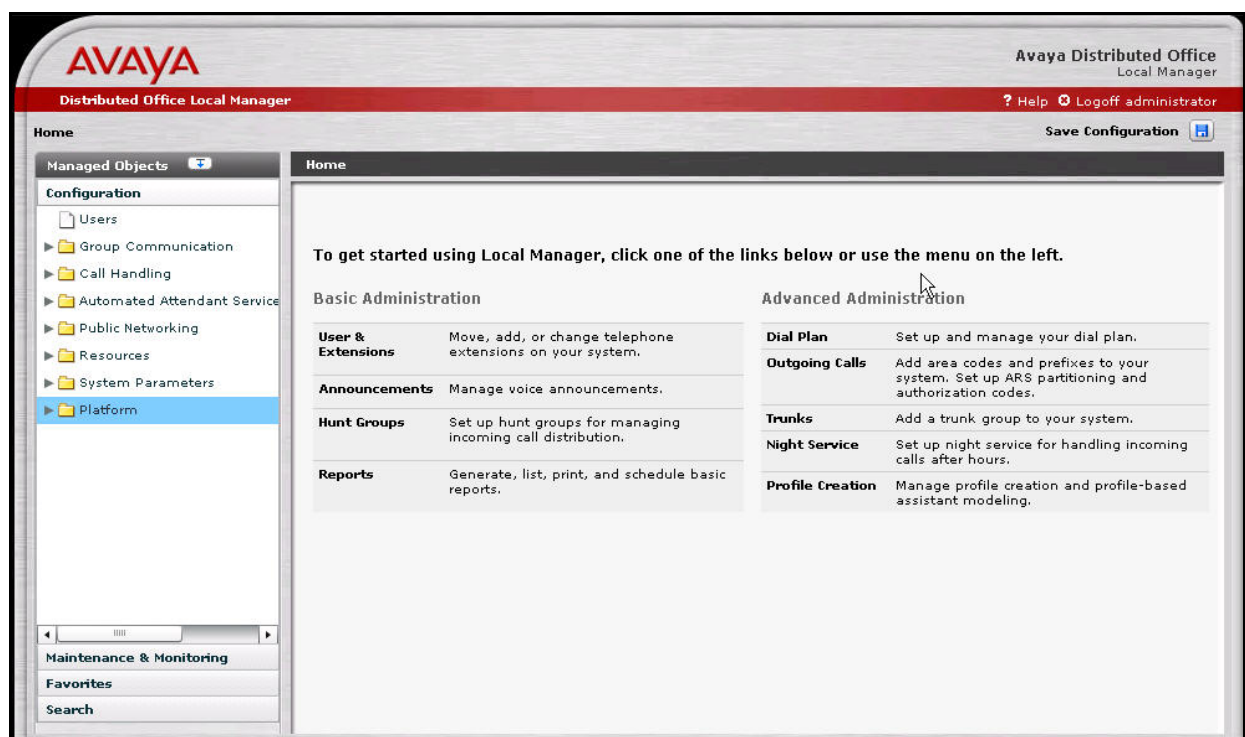 AVAYA
Avaya Distributed Office
Local Manager
Distributed Office Local Manager
? Help Logoff administrator
Home
Save Configuration
Managed Objects
Home
Configuration
Users
Group Communication
Call Handling
Automated Attendant Service
Public Networking
Resources
System Parameters
Platform
Maintenance & Monitoring
Favorites
Search
To get started using Local Manager, click one of the links below or use the menu on the left.
Basic Administration
User &
Extensions
Move, add, or change telephone
extensions on your system.
Announcements
Manage voice announcements.
Hunt Groups
Set up hunt groups for managing
incoming call distribution.
Reports
Generate, list, print, and schedule basic
reports.
Advanced Administration
Dial Plan
Set up and manage your dial plan.
Outgoing Calls
Add area codes and prefixes to your
system. Set up ARS partitioning and
authorization codes.
Trunks
Add a trunk group to your system.
Night Service
Set up night service for handling incoming
calls after hours.
Profile Creation
Manage profile creation and profile-based
assistant modeling.